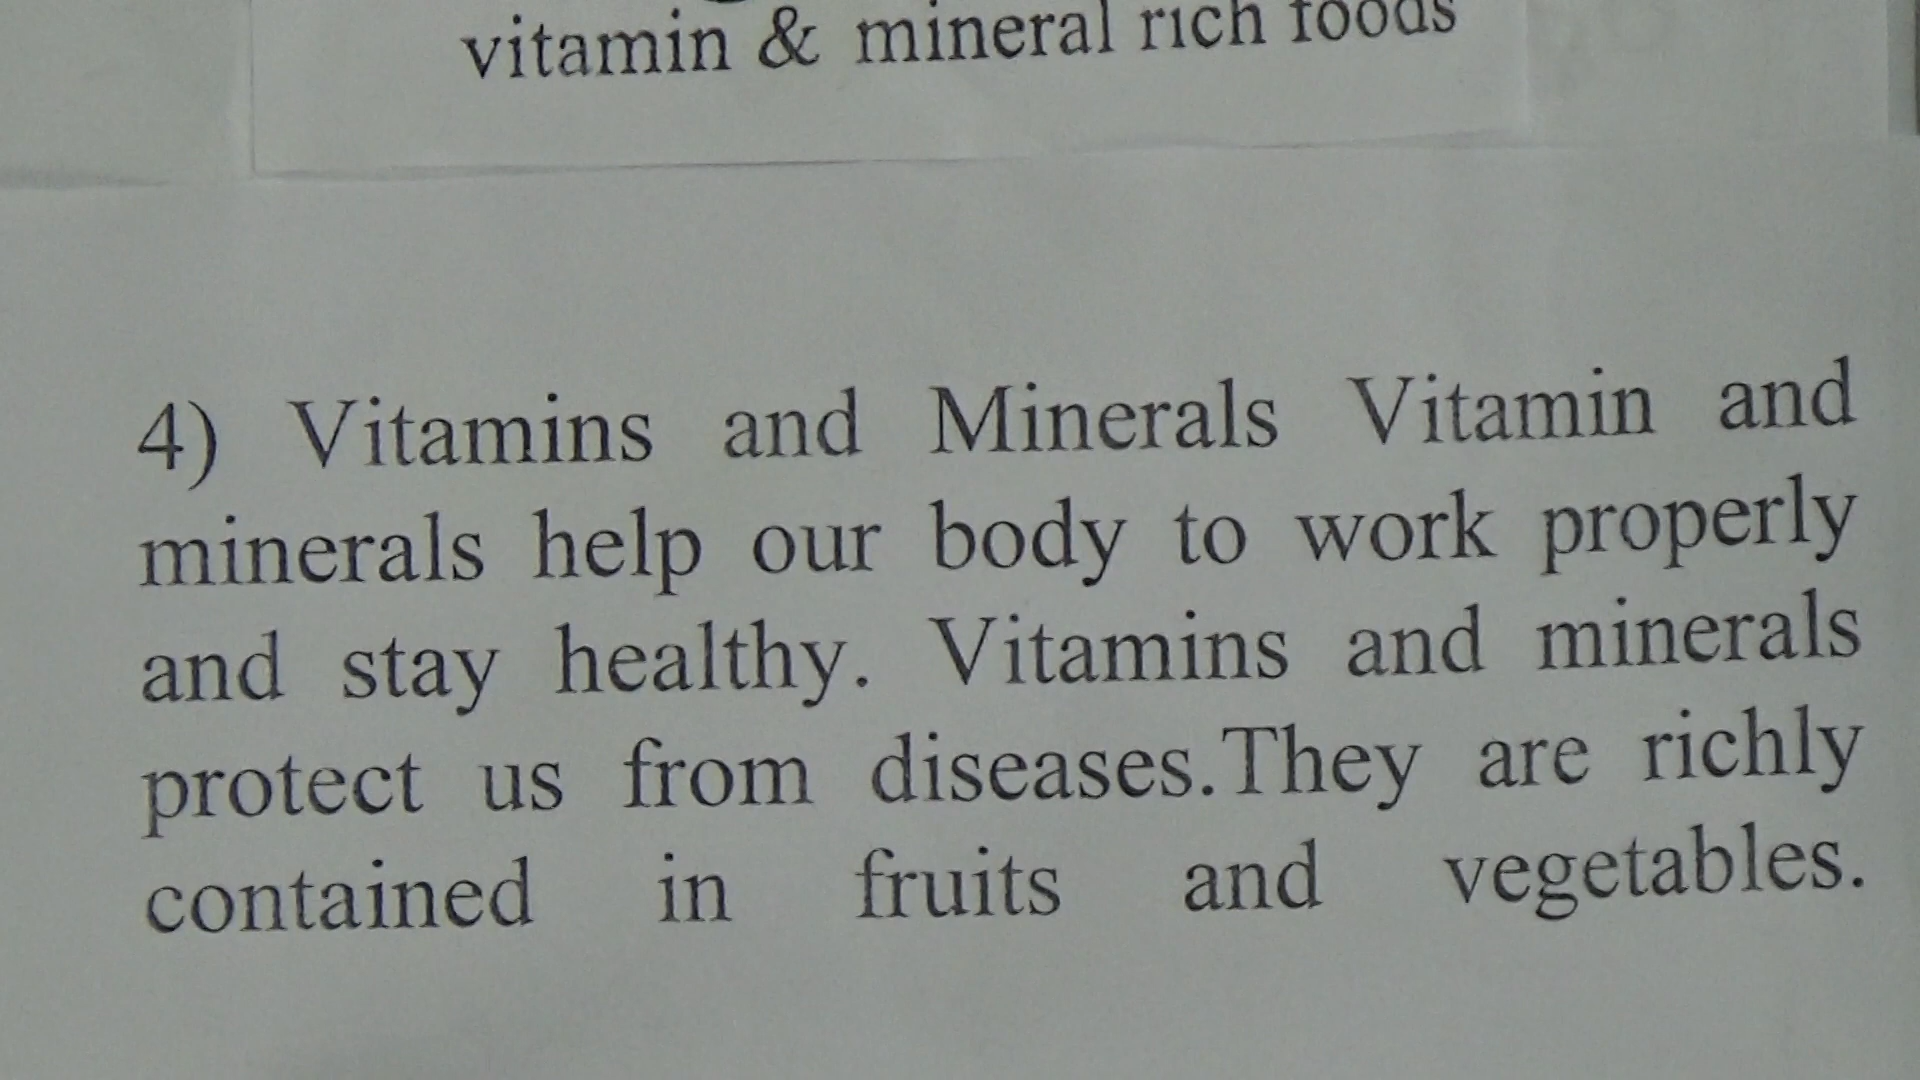 vitamin & mineral rich foods
4) Vitamins and Minerals Vitamin and
minerals help our body to work properly
and stay healthy. Vitamins and minerals
protect us from diseases.They are richly
contained in fruits and vegetables.